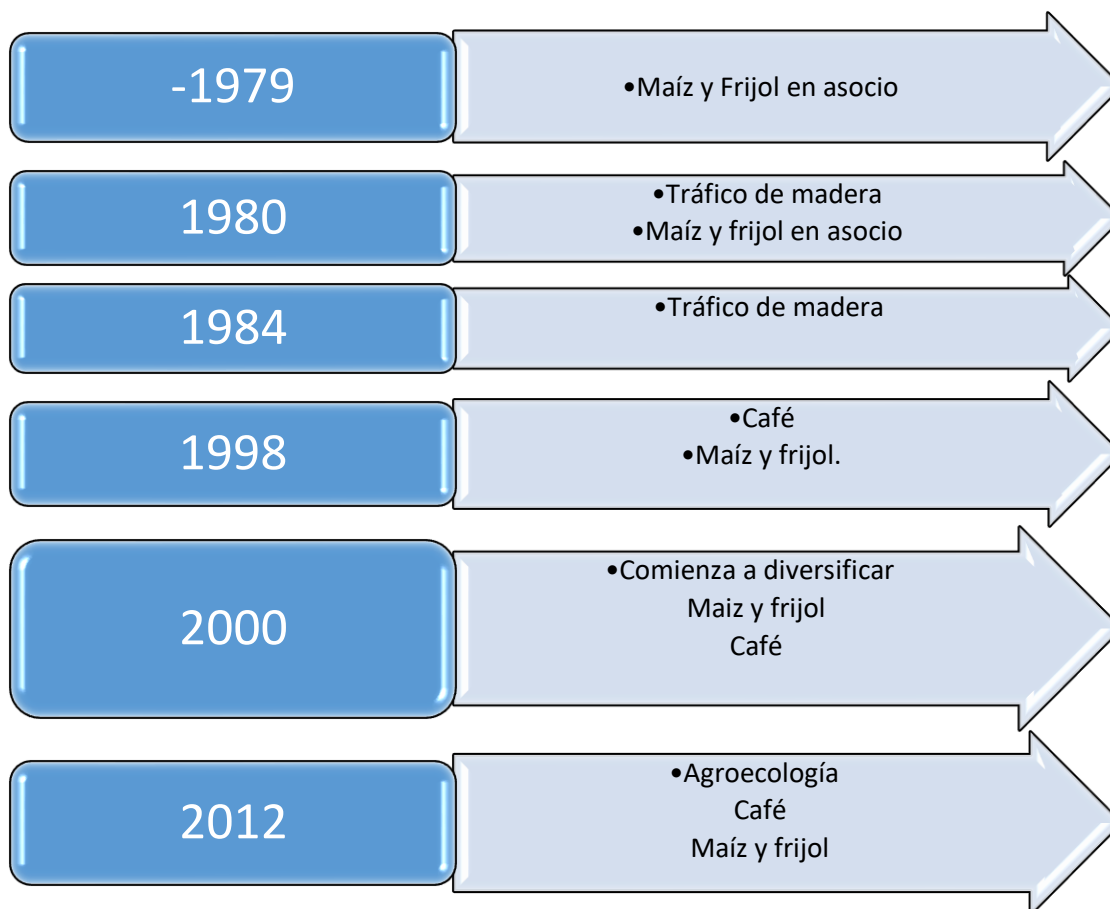 -1979
•Maíz y Frijol en asocio
1980
•Tráfico de madera
•Maíz y frijol en asocio
1984
•Tráfico de madera
1998
•Café
•Maíz y frijol.
2000
•Comienza a diversificar
Maiz y frijol
Café
2012
•Agroecología
Café
Maíz y frijol